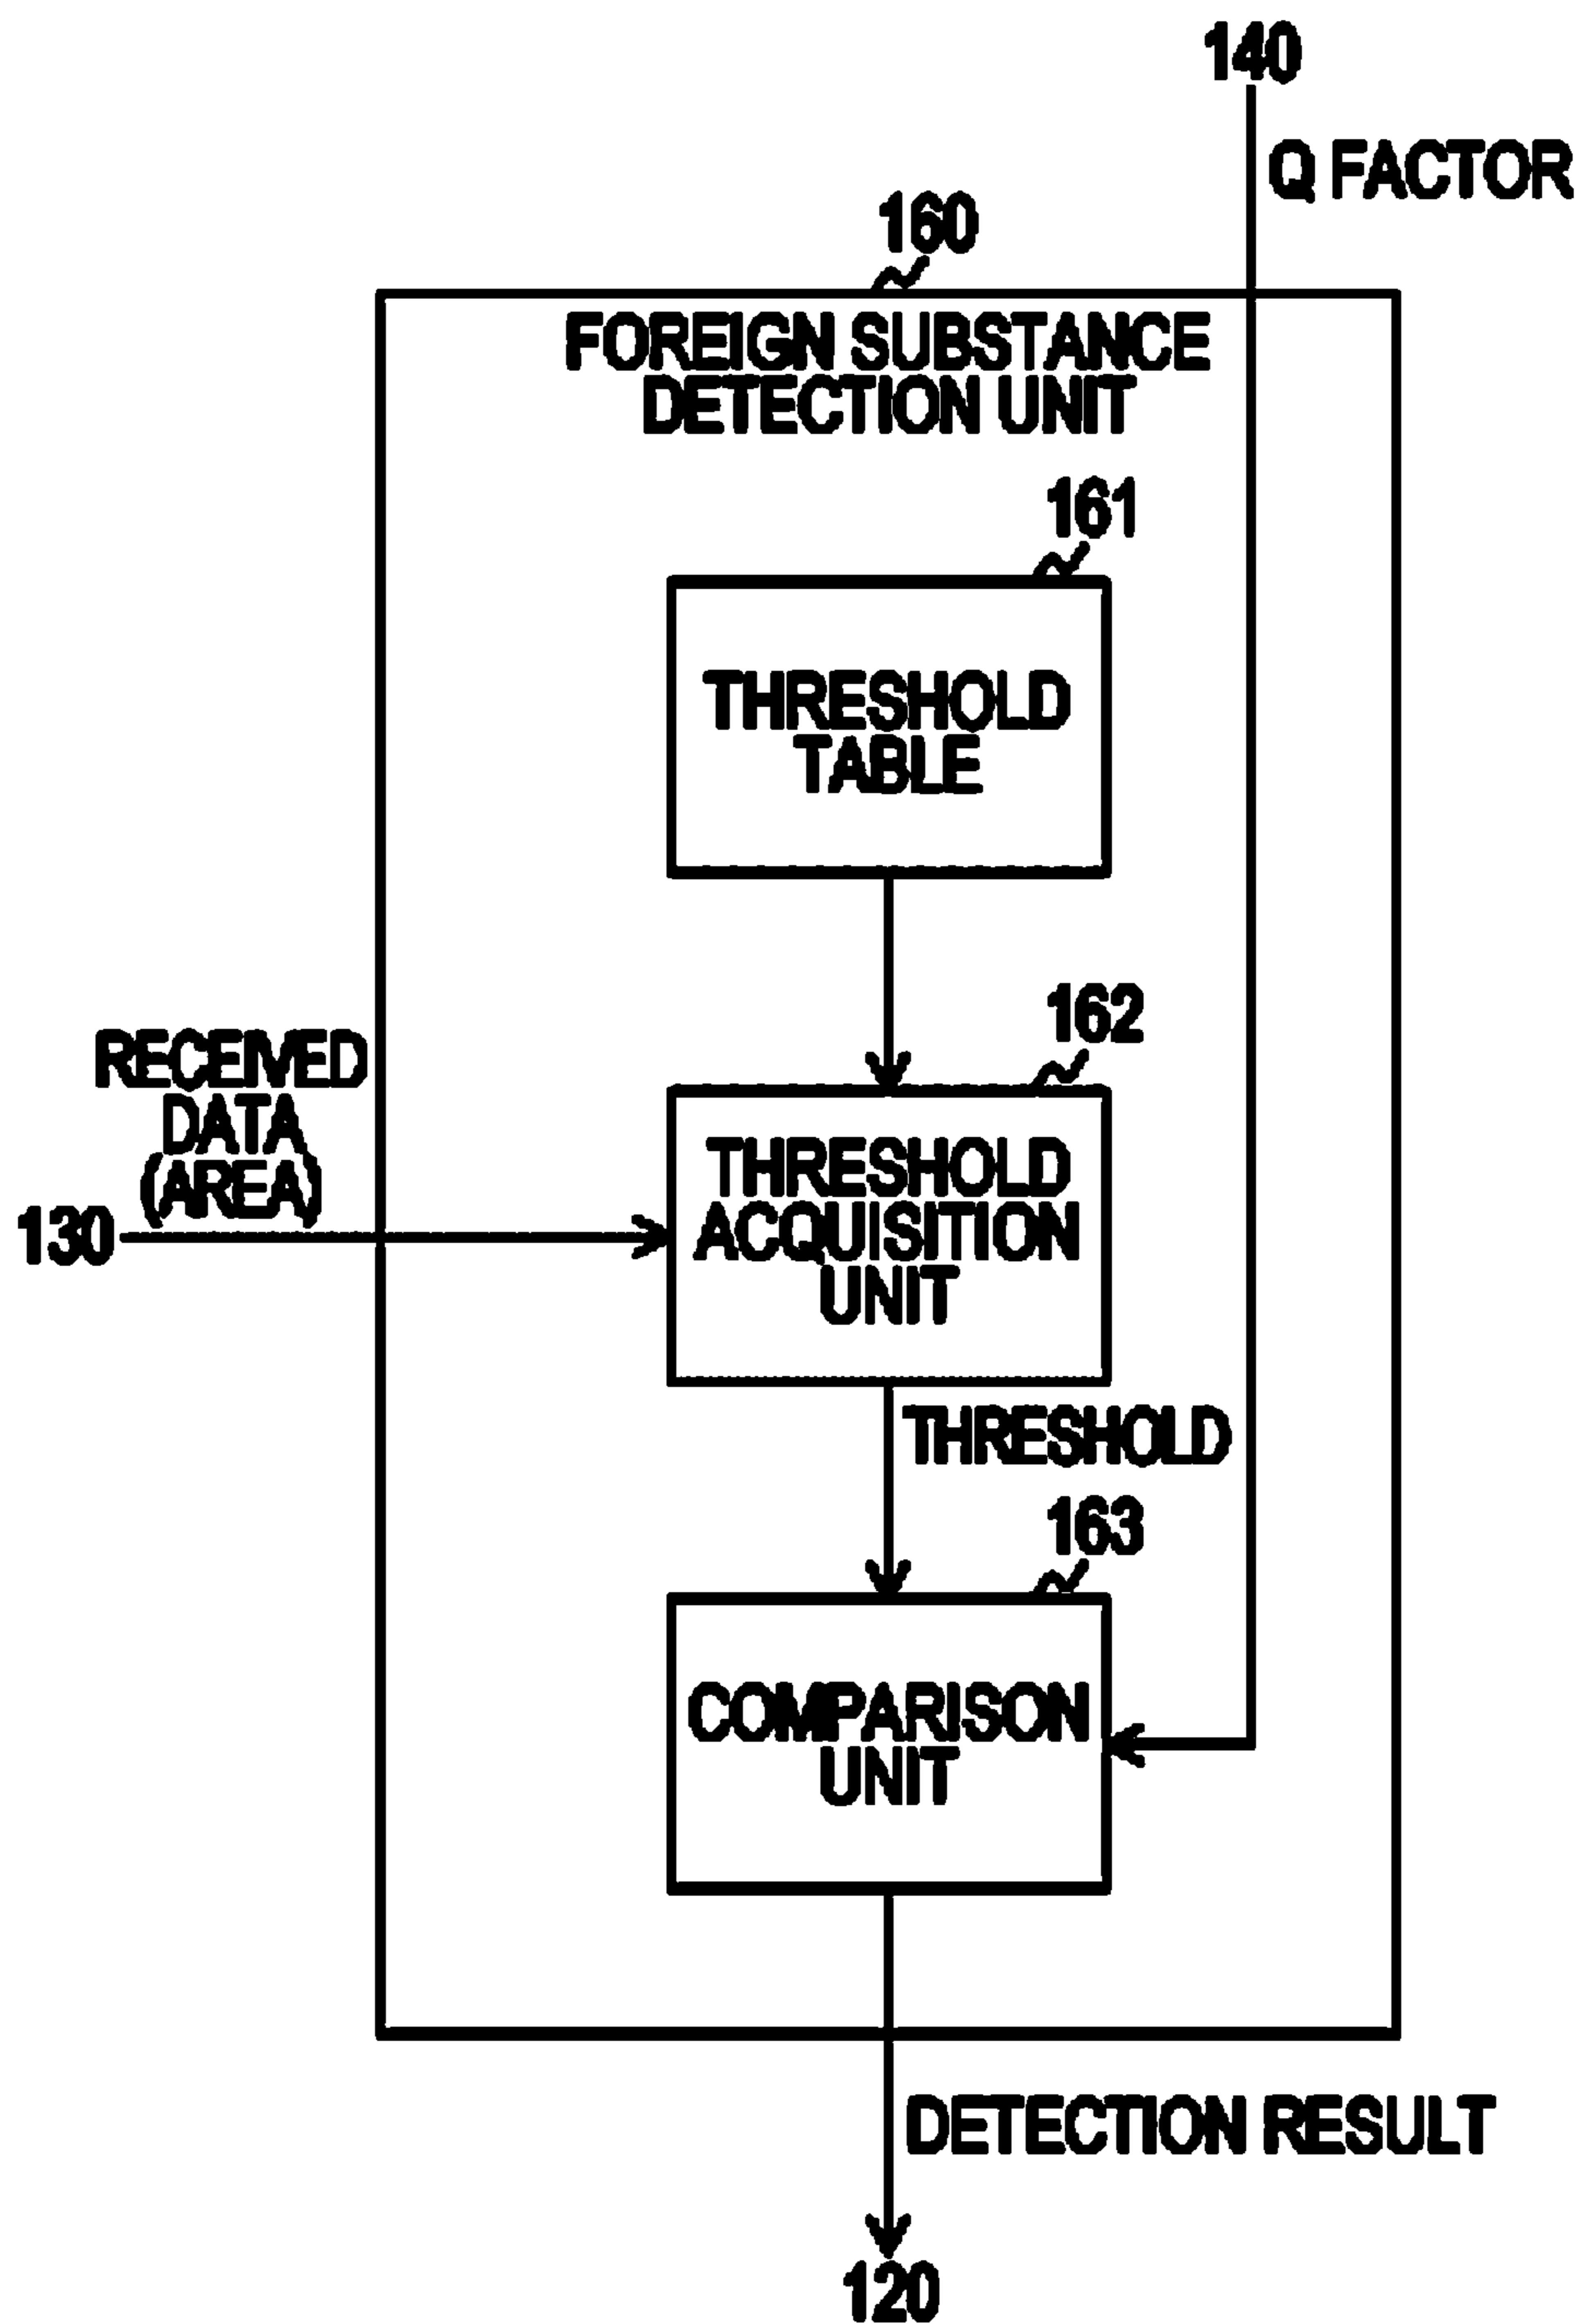 140
Q FACTOR
160
FOREIGN SUBSTANCE
DETECTION UNIT
161
THRESHOLD
TABLE
162
RECEIVED
DATA
(AREA)
130
THRESHOLD
ACQUISITION
UNIT
THRESHOLD
163
COMPARISON
UNIT
DETECTION RESULT
120